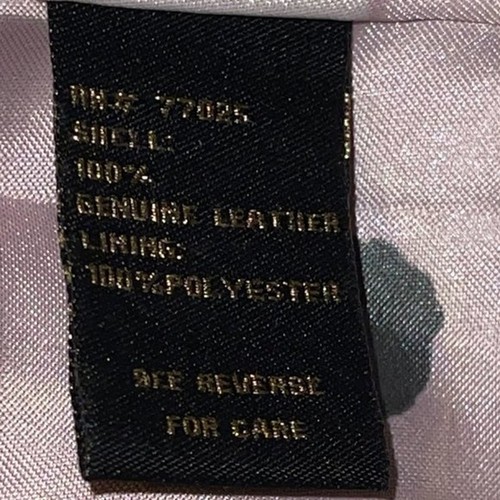 RN# 77025
SHELL:
100%
GENUINE LEATHER
LINING:
100%POLYESTER
SEE REVERSE
FOR CARE